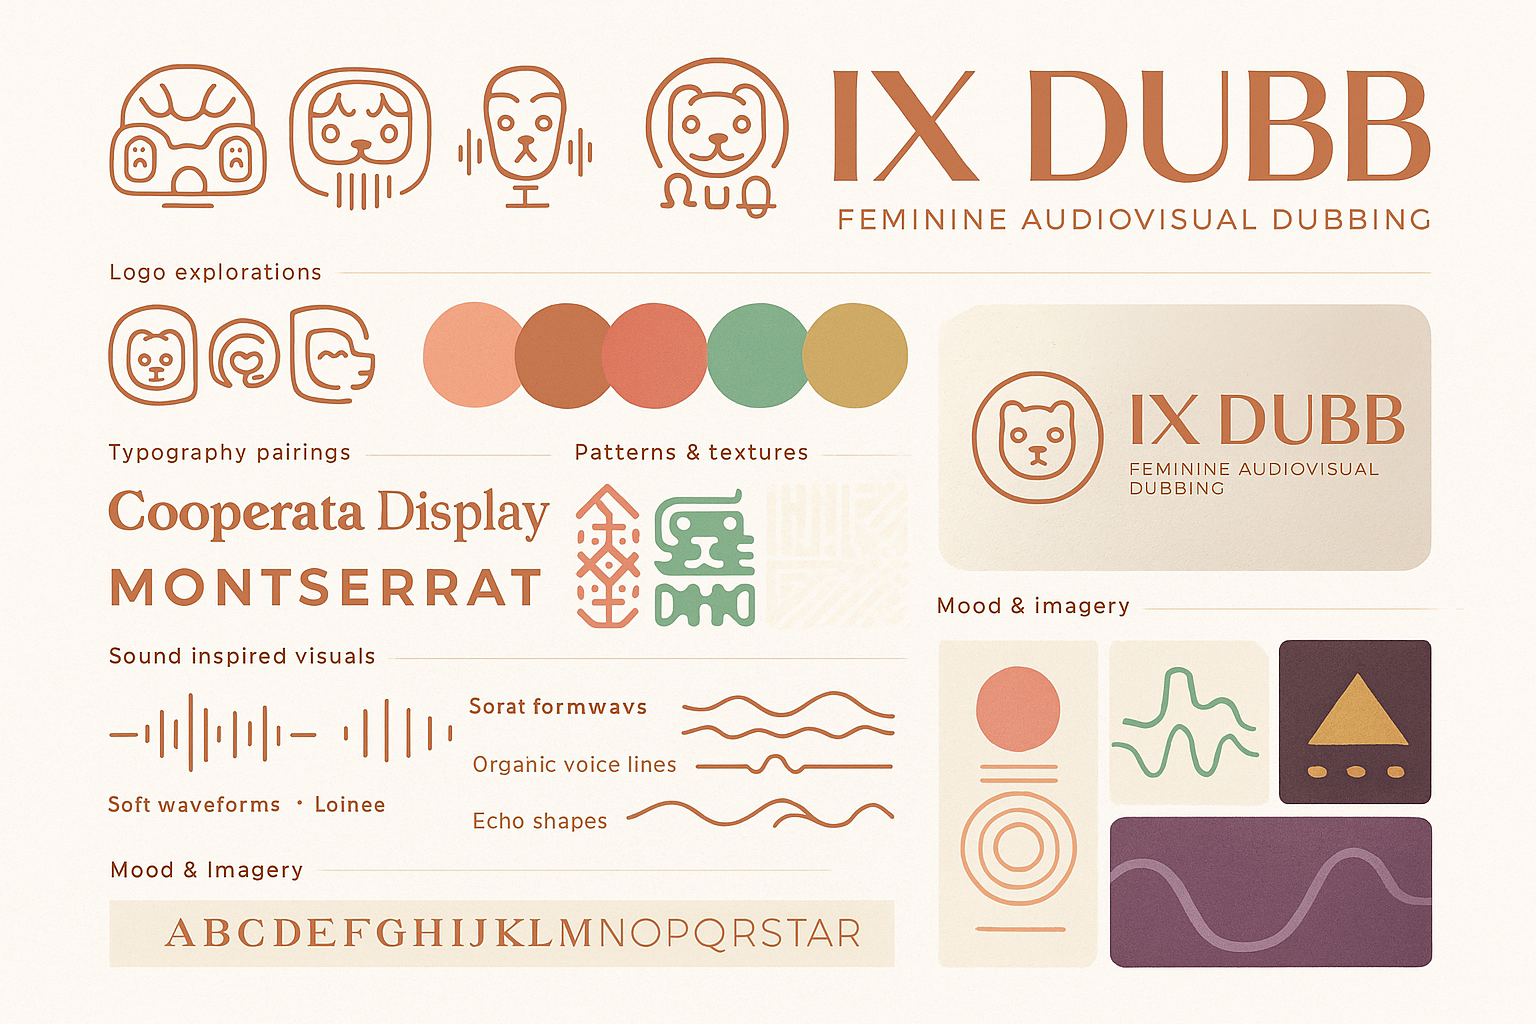 IX DUBB
FEMININE AUDIOVISUAL DUBBING
Logo explorations
IX DUBB
FEMININE AUDIOVISUAL
DUBBING
Typography pairings
Cooperata Display
MONTSERRAT
Patterns & textures
Mood & imagery
Sound inspired visuals
Sorat formwavs
Organic voice lines
Soft waveforms • Loinee
Echo shapes
Mood & Imagery
ABCDEFGHIJKLMNOPQRSTAR